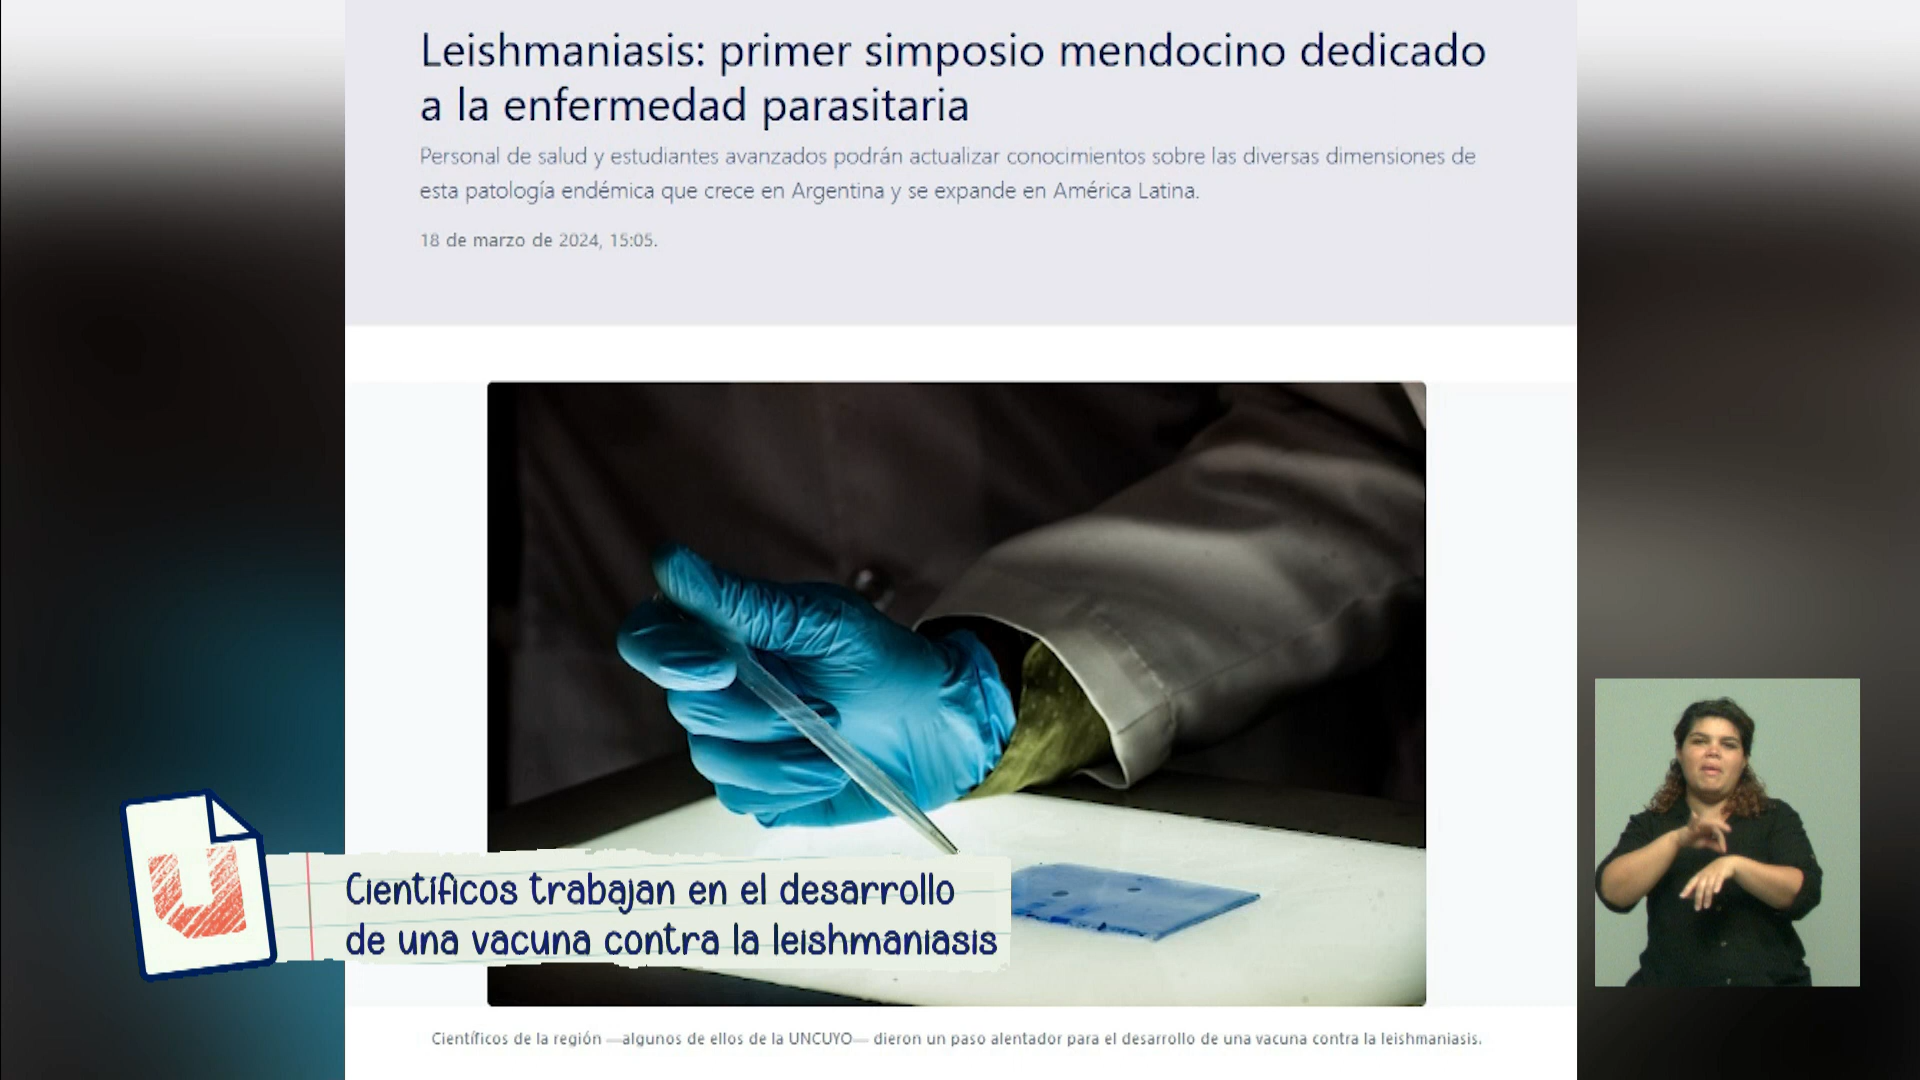 Leishmaniasis: primer simposio mendocino dedicado
a la enfermedad parasitaria
Personal de salud y estudiantes avanzados podrán actualizar conocimientos sobre las diversas dimensiones de
esta patología endémica que crece en Argentina y se expande en América Latina.
18 de marzo de 2024, 15:05.
U
Científicos trabajan en el desarrollo
de una vacuna contra la leishmaniasis
Científicos de la región —algunos de ellos de la UNCUYO— dieron un paso alentador para el desarrollo de una vacuna contra la leishmaniasis.